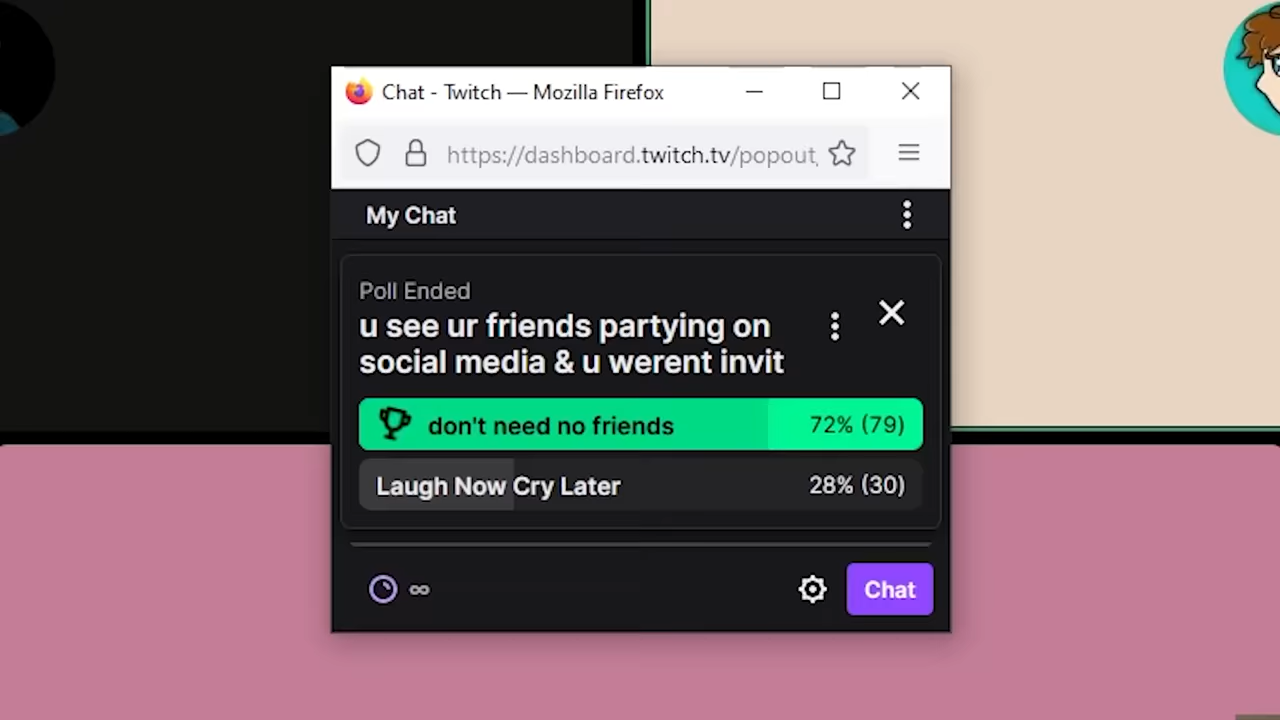 Chat - Twitch — Mozilla Firefox
https://dashboard.twitch.tv/popout
My Chat
Poll Ended
u see ur friends partying on
social media & u werent invit
don't need no friends 72% (79)
Laugh Now Cry Later 28% (30)
∞
Chat